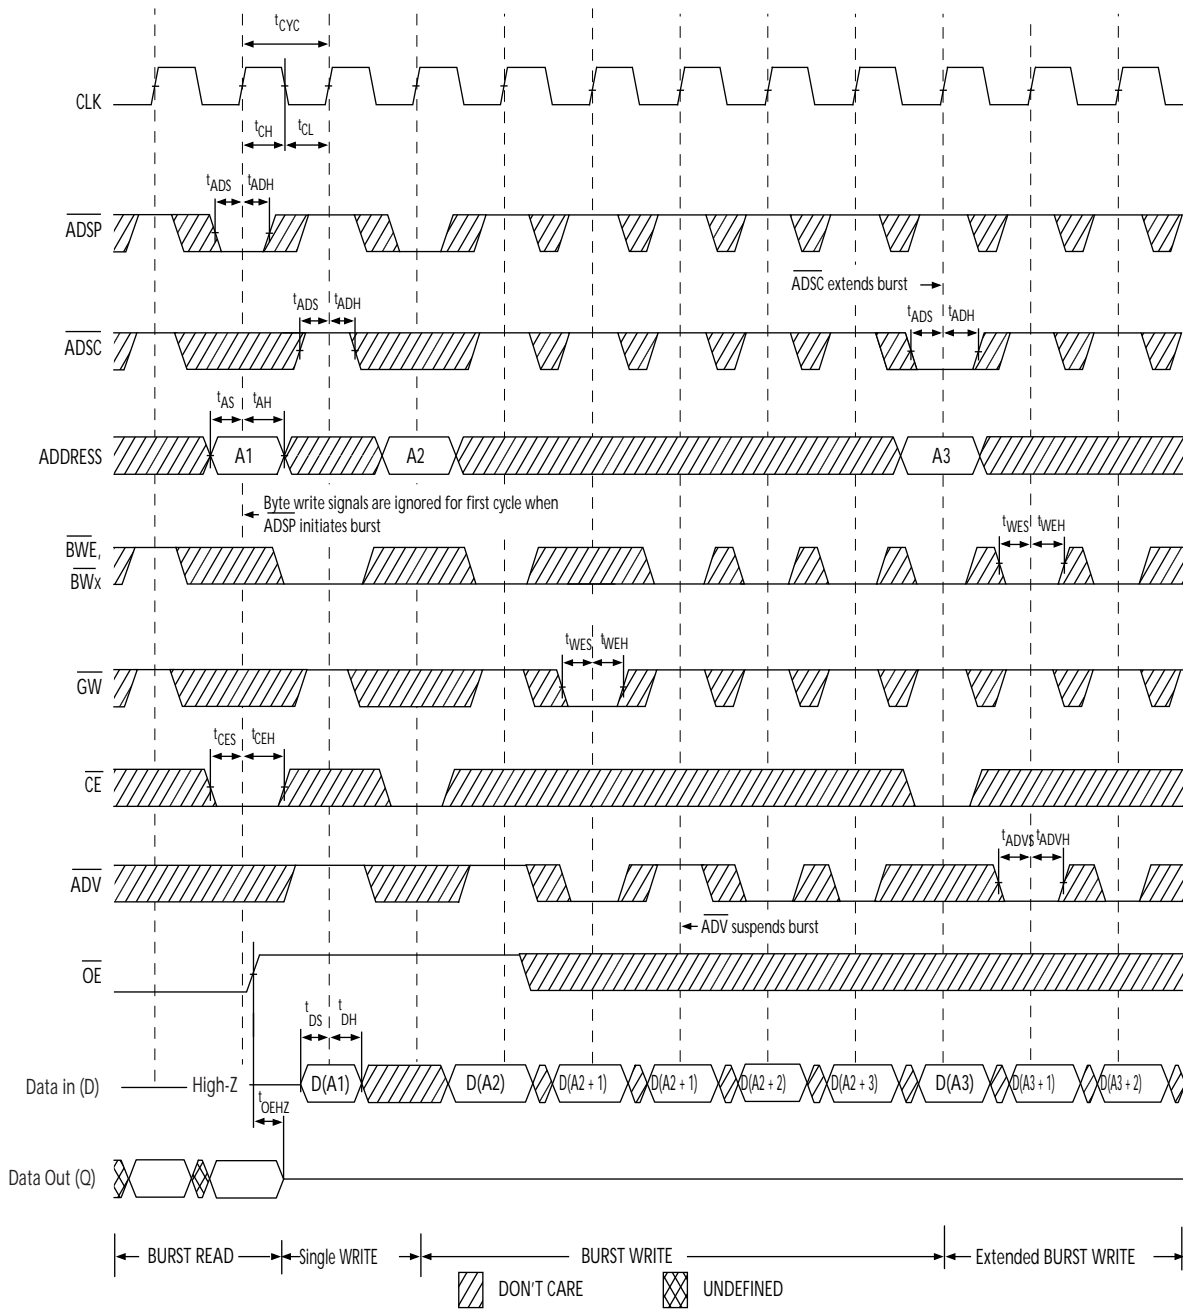 tCYC
CLK
tCH tCL
tADS tADH
ADSP
ADSC extends burst
tADS tADH
tADS tADH
ADSC
tAS tAH
ADDRESS A1 A2 A3
Byte write signals are ignored for first cycle when
ADSP initiates burst
tWES tWEH
BWE,
BWx
tWES tWEH
GW
tCES tCEH
CE
tADVS tADVH
ADV
ADV suspends burst
OE
tDS tDH
Data in (D) High-Z D(A1) D(A2) D(A2 + 1) D(A2 + 1) D(A2 + 2) D(A2 + 3) D(A3) D(A3 + 1) D(A3 + 2)
tOEHZ
Data Out (Q)
BURST READ Single WRITE BURST WRITE Extended BURST WRITE
DON'T CARE UNDEFINED